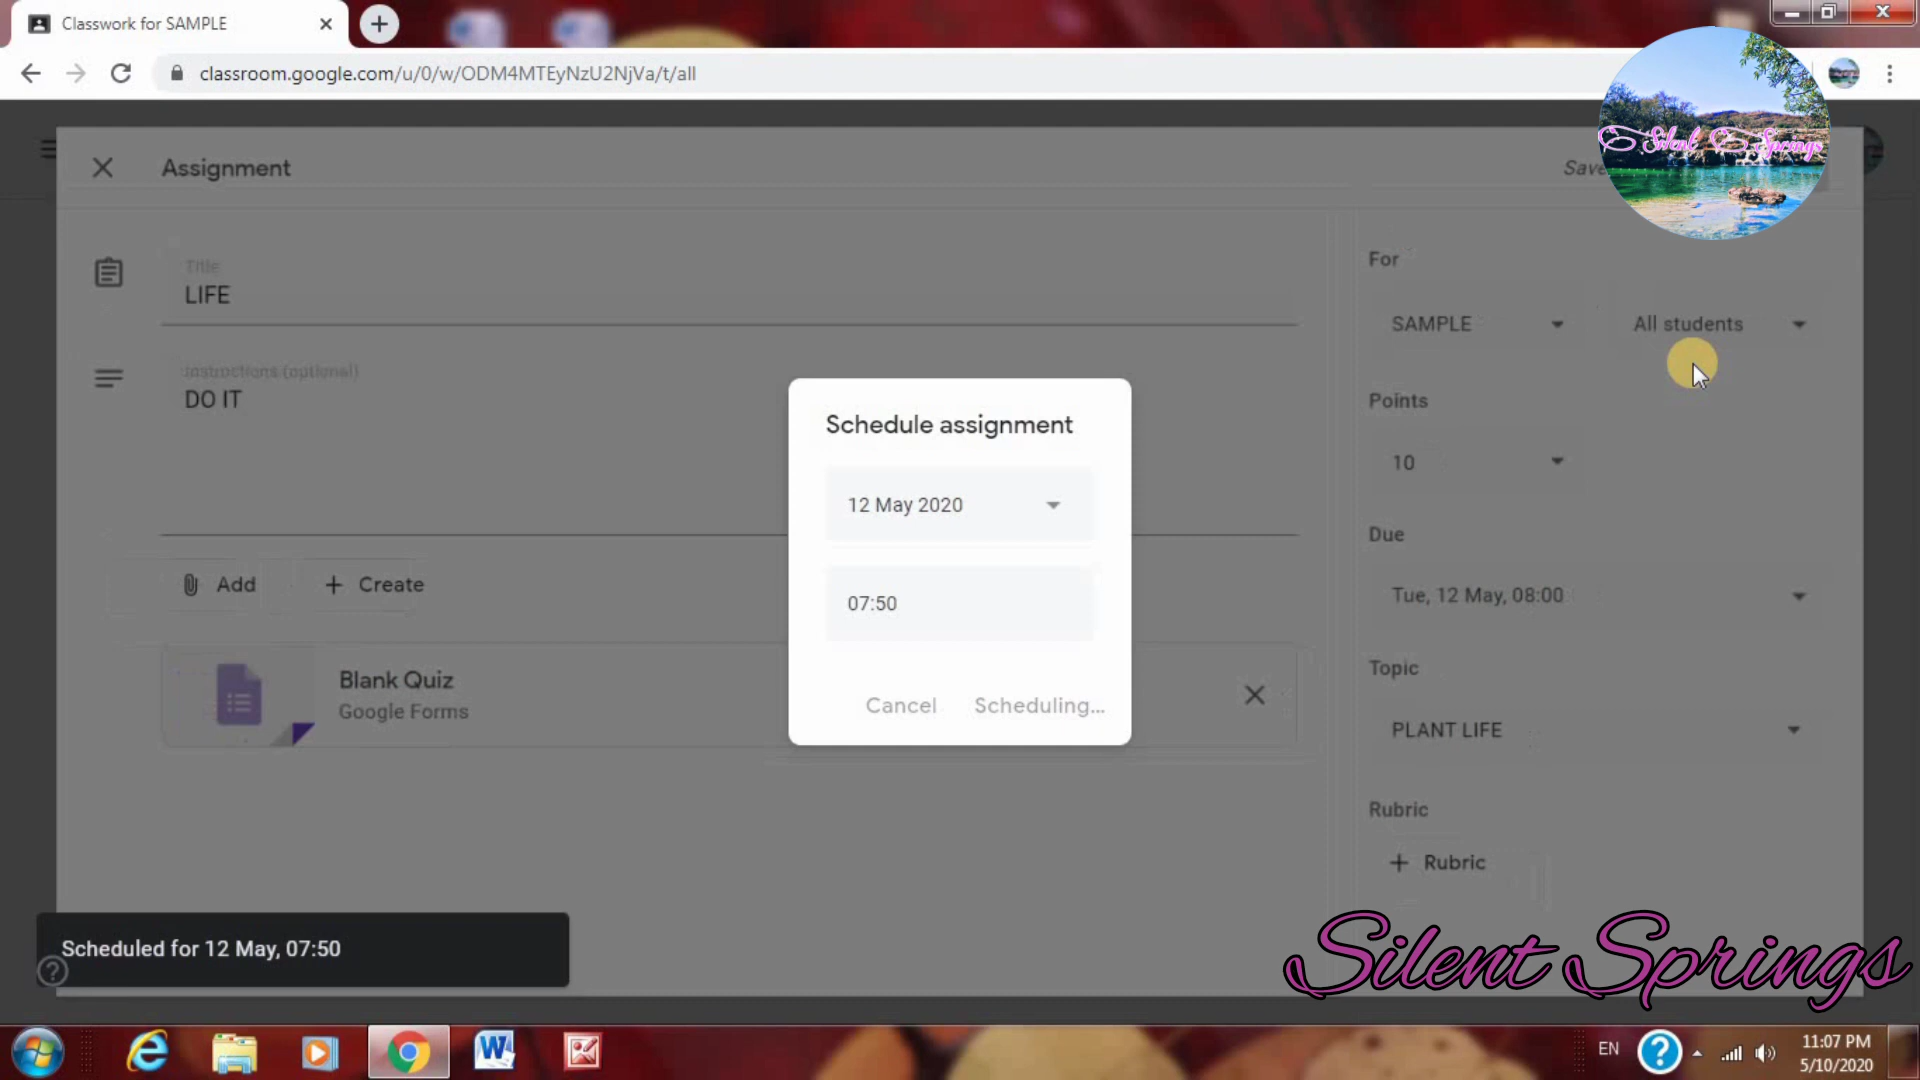 Classwork for SAMPLE
classroom.google.com/u/0/w/ODM4MTEyNzU2NjVa/t/all
Silent Springs
Assignment
Save
Title
LIFE
For
SAMPLE
All students
Instructions (optional)
DO IT
Points
10
Schedule assignment
12 May 2020
07:50
Cancel
Scheduling...
Due
Tue, 12 May, 08:00
Add
Create
Blank Quiz
Google Forms
Topic
PLANT LIFE
Rubric
Rubric
Scheduled for 12 May, 07:50
Silent Springs
EN
11:07 PM
5/10/2020